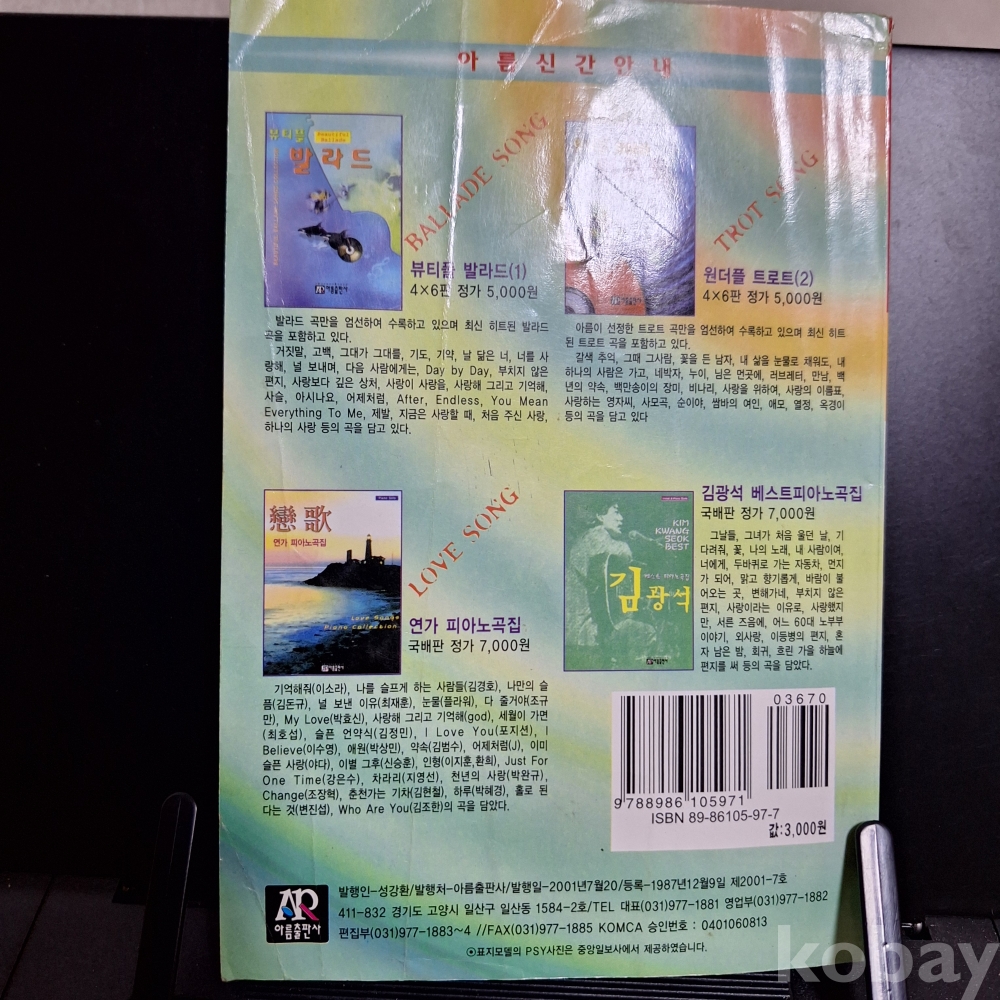 아름신간안내
뷰티플
발라드
BALLADE SONG
뷰티플 발라드(1)
4×6판 정가 5,000원
발라드 곡만을 엄선하여 수록하고 있으며 최신 히트된 발라드
곡을 포함하고 있다.
거짓말, 고백, 그대가 그대를, 기도, 기약, 날 닮은 너, 너를 사
랑해, 널 보내며, 다음 사람에게는, Day by Day, 부치지 않은
편지, 사랑보다 깊은 상처, 사랑이 사랑을, 사랑해 그리고 기억해,
사슬, 아시나요, 어제처럼, After, Endless, You Mean
Everything To Me, 제발, 지금은 사랑할 때, 처음 주신 사랑,
하나의 사랑 등의 곡을 담고 있다.
TROT SONG
원더플 트로트(2)
4×6판 정가 5,000원
아름이 선정한 트로트 곡만을 엄선하여 수록하고 있으며 최신 히트
된 트로트 곡을 포함하고 있다.
갈색 추억, 그때 그사람, 꽃을 든 남자, 내 삶을 눈물로 채워도, 내
하나의 사람은 가고, 네박자, 누이, 님은 먼곳에, 러브레터, 만남, 백
년의 약속, 백만송이의 장미, 비나리, 사랑을 위하여, 사랑의 이름표,
사랑하는 영자씨, 사모곡, 순이야, 쌈바의 여인, 애모, 열정, 옥경이
등의 곡을 담고 있다
戀歌
연가 피아노곡집
Love Songs
Piano Collection
아름출판사
LOVE SONG
연가 피아노곡집
국배판 정가 7,000원
기억해줘(이소라), 나를 슬프게 하는 사람들(김경호), 나만의 슬
픔(김돈규), 널 보낸 이유(최재훈), 눈물(플라워), 다 줄거야(조규
만), My Love(박효신), 사랑해 그리고 기억해(god), 세월이 가면
(최호섭), 슬픈 언약식(김정민), I Love You(포지션), I
Believe(이수영), 애원(박상민), 약속(김범수), 어제처럼(J), 이미
슬픈 사랑(야다), 이별 그후(신승훈), 인형(이지훈,환희), Just For
One Time(강은수), 차라리(지영선), 천년의 사랑(박완규),
Change(조장혁), 춘천가는 기차(김현철), 하루(박혜경), 홀로 된
다는 것(변진섭), Who Are You(김조한)의 곡을 담았다.
KIM
KWANG
SEOK
BEST
김광석
아름출판사
김광석 베스트피아노곡집
국배판 정가 7,000원
그날들, 그녀가 처음 울던 날, 기
다려줘, 꽃, 나의 노래, 내 사람이여,
너에게, 두바퀴로 가는 자동차, 먼지
가 되어, 맑고 향기롭게, 바람이 불
어오는 곳, 변해가네, 부치지 않은
편지, 사랑이라는 이유로, 사랑했지
만, 서른 즈음에, 어느 60대 노부부
이야기, 외사랑, 이등병의 편지, 혼
자 남은 밤, 회귀, 흐린 가을 하늘에
편지를 써 등의 곡을 담았다.
03670
9788986105971
ISBN 89-86105-97-7
값:3,000원
AR
아름출판사
발행인-성강환/발행처-아름출판사/발행일-2001년7월20/등록-1987년12월9일 제2001-7호
411-832 경기도 고양시 일산구 일산동 1584-2호/TEL 대표(031)977-1881 영업부(031)977-1882
편집부(031)977-1883~4 //FAX(031)977-1885 KOMCA 승인번호 : 0401060813
⊙표지모델의 PSY사진은 중앙일보사에서 제공하였습니다.
kobay